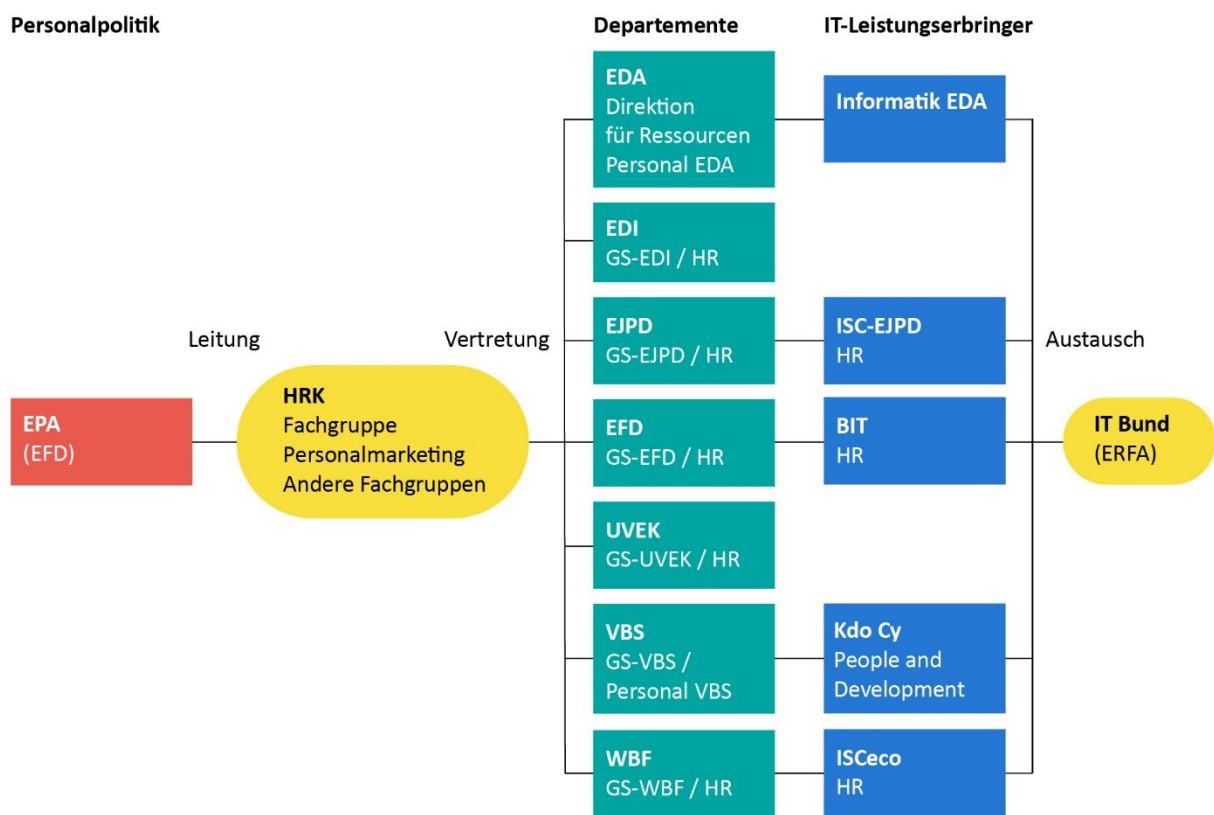 Personalpolitik
Departemente
IT-Leistungserbringer
EDA
Direktion
für Ressourcen
Personal EDA
Informatik EDA
EDI
GS-EDI / HR
Leitung
Vertretung
EJPD
GS-EJPD / HR
ISC-EJPD
HR
Austausch
EPA
(EFD)
HRK
Fachgruppe
Personalmarketing
Andere Fachgruppen
EFD
GS-EFD / HR
BIT
HR
IT Bund
(ERFA)
UVEK
GS-UVEK / HR
VBS
GS-VBS /
Personal VBS
Kdo Cy
People and
Development
WBF
GS-WBF / HR
ISCeco
HR